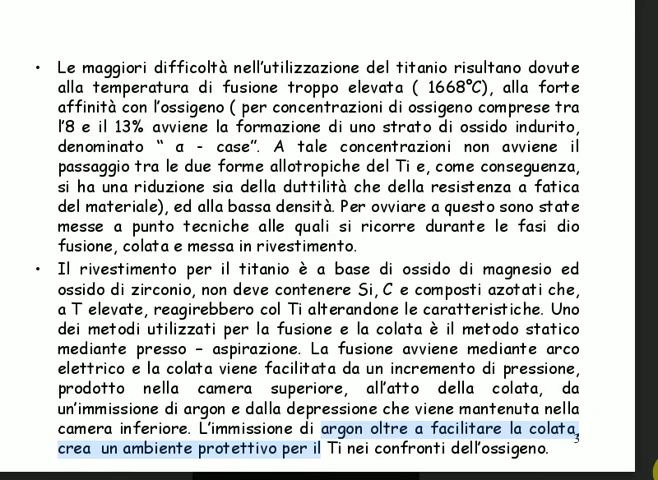 • Le maggiori difficoltà nell'utilizzazione del titanio risultano dovute
alla temperatura di fusione troppo elevata ( 1668°C), alla forte
affinità con l'ossigeno ( per concentrazioni di ossigeno comprese tra
l'8 e il 13% avviene la formazione di uno strato di ossido indurito,
denominato " α - case". A tale concentrazioni non avviene il
passaggio tra le due forme allotropiche del Ti e, come conseguenza,
si ha una riduzione sia della duttilità che della resistenza a fatica
del materiale), ed alla bassa densità. Per ovviare a questo sono state
messe a punto tecniche alle quali si ricorre durante le fasi dio
fusione, colata e messa in rivestimento.
• Il rivestimento per il titanio è a base di ossido di magnesio ed
ossido di zirconio, non deve contenere Si, C e composti azotati che,
a T elevate, reagirebbero col Ti alterandone le caratteristiche. Uno
dei metodi utilizzati per la fusione e la colata è il metodo statico
mediante presso – aspirazione. La fusione avviene mediante arco
elettrico e la colata viene facilitata da un incremento di pressione,
prodotto nella camera superiore, all'atto della colata, da
un'immissione di argon e dalla depressione che viene mantenuta nella
camera inferiore. L'immissione di argon oltre a facilitare la colata,
crea un ambiente protettivo per il Ti nei confronti dell'ossigeno.
3